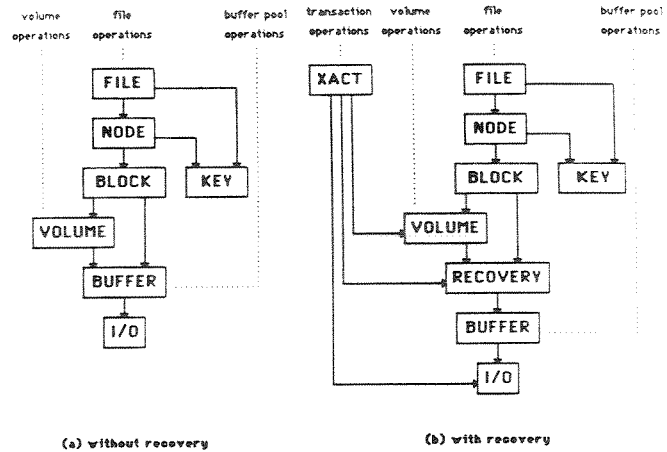 volume operations
file operations
buffer pool operations
FILE
NODE
BLOCK
KEY
VOLUME
BUFFER
I/O
(a) without recovery
transaction operations
volume operations
file operations
buffer pool operations
XACT
FILE
NODE
BLOCK
KEY
VOLUME
RECOVERY
BUFFER
I/O
(b) with recovery